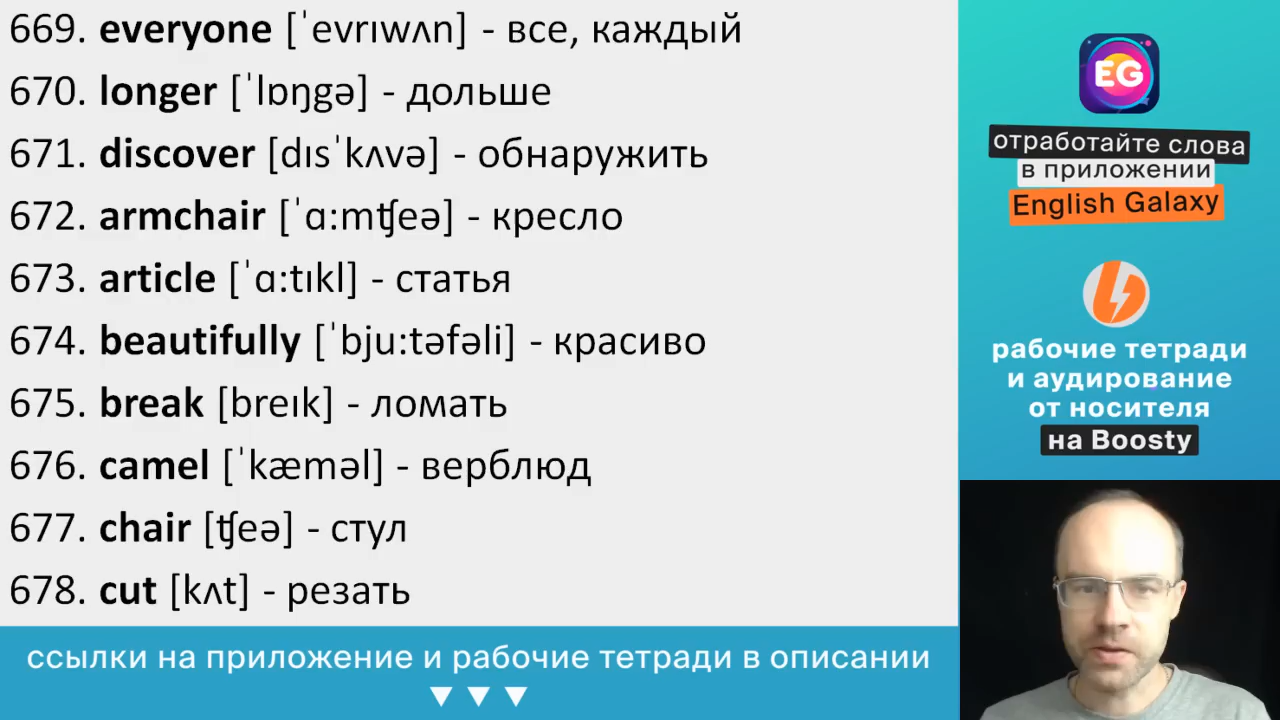 669. everyone [ˈevrɪwʌn] - все, каждый
670. longer [ˈlɒŋgə] - дольше
671. discover [dɪsˈkʌvə] - обнаружить
672. armchair [ˈɑ:mʧeə] - кресло
673. article [ˈɑ:tɪkl] - статья
674. beautifully [ˈbju:təfəli] - красиво
675. break [breɪk] - ломать
676. camel [ˈkæməl] - верблюд
677. chair [ʧeə] - стул
678. cut [kʌt] - резать
ссылки на приложение и рабочие тетради в описании
EG
отработайте слова
в приложении
English Galaxy
рабочие тетради
и аудирование
от носителя
на Boosty